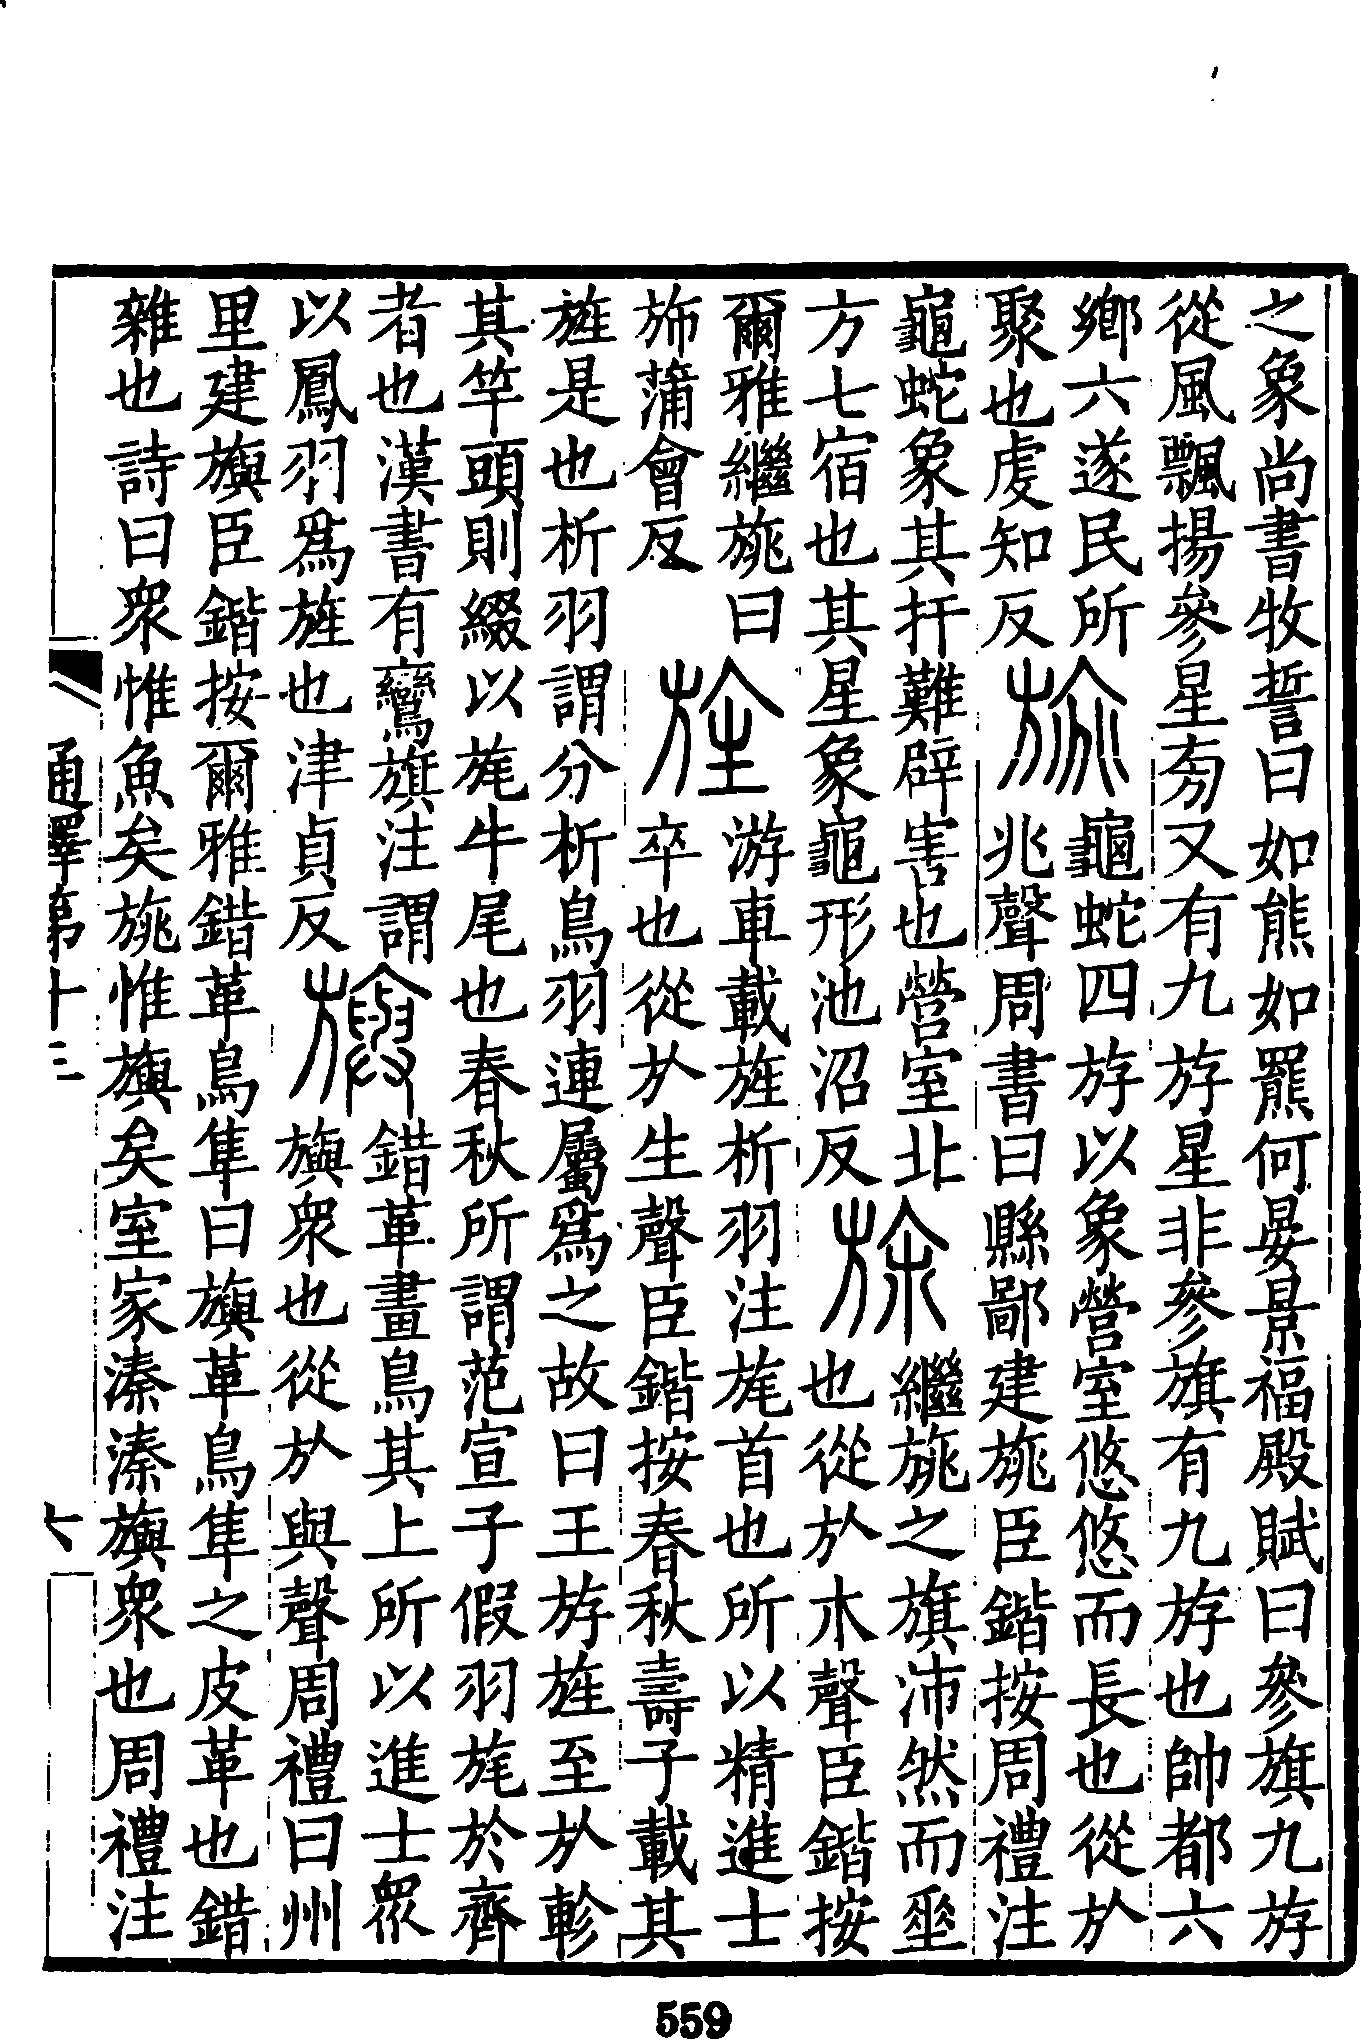 之象尚書牧誓曰如熊如羆何晏景福殿賦曰參旗九斿
從風飄揚參星旁又有九斿星非參旗有九斿也帥都六
鄉六遂民所
聚也虔知反
旐
龜蛇四斿以象營室悠悠而長也從㫃
兆聲周書曰縣鄙建旐臣鍇按周禮注
龜蛇象其扞難辟害也營室北
方七宿也其星象龜形池沼反
旆
繼旐之旗沛然而垂
也從㫃𣎵聲臣鍇按
爾雅繼旐曰
旆蒲會反
旌
游車載旌析羽注旄首也所以精進士
卒也從㫃生聲臣鍇按春秋壽子載其
旌是也析羽謂分析鳥羽連屬爲之故曰王斿旌至㫃軫
其竿頭則綴以旄牛尾也春秋所謂范宣子假羽旄於齊
者也漢書有鸞旗注謂
以鳳羽爲旌也津貞反
旟
錯革畫鳥其上所以進士眾
旟衆也從㫃與聲周禮曰州
里建旟臣鍇按爾雅錯革鳥隼曰旟革鳥隼之皮革也錯
雜也詩曰衆惟魚矣旐惟旟矣室家溱溱旟衆也周禮注
通釋第十三
七
559